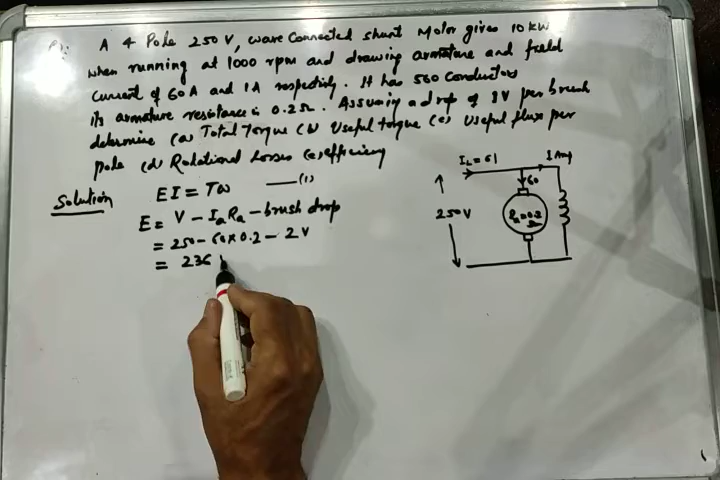 A 4 Pole 250 V, wave Connected shunt Motor gives 10 kW
when running at 1000 rpm and drawing armature and field
current of 60 A and 1A respectively. It has 560 Conductors
its armature resistance is 0.2Ω. Assuming a drop of 1V per brush
determine (a) Total Torque (b) Useful torque (c) Useful flux per
pole (d) Rotational losses (e) efficiency
Solution
EI = Tω —(1)
E = V - IaRa - brush drop
= 250 - 60 × 0.2 - 2 V
= 236
IL = 61
1 Amp
60
250 V
Ra = 0.2
Ω